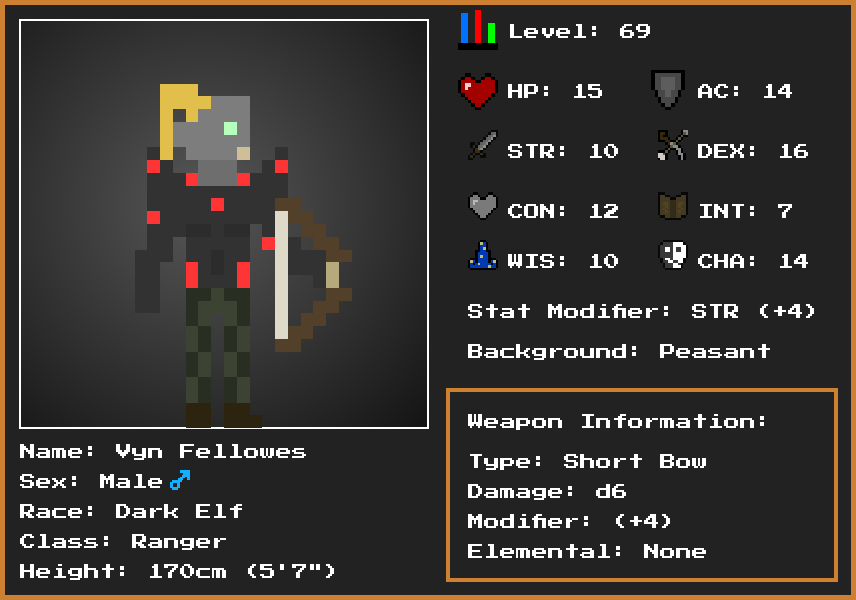 Level: 69
HP: 15
AC: 14
STR: 10
DEX: 16
CON: 12
INT: 7
WIS: 10
CHA: 14
Stat Modifier: STR (+4)
Background: Peasant
Weapon Information:
Type: Short Bow
Damage: d6
Modifier: (+4)
Elemental: None
Name: Vyn Fellowes
Sex: Male ♂
Race: Dark Elf
Class: Ranger
Height: 170cm (5'7")